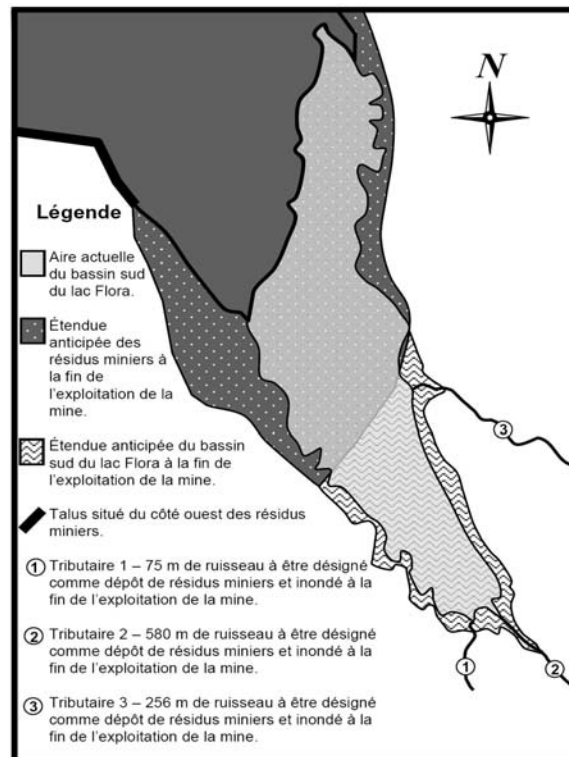 N
Légende
Aire actuelle
du bassin sud
du lac Flora.
Étendue
anticipée des
résidus miniers à
la fin de
l'exploitation de la
mine.
Étendue anticipée du bassin
sud du lac Flora à la fin de
l'exploitation de la mine.
Talus situé du côté ouest des résidus
miniers.
1 Tributaire 1 – 75 m de ruisseau à être désigné
comme dépôt de résidus miniers et inondé à la
fin de l'exploitation de la mine.
2 Tributaire 2 – 580 m de ruisseau à être désigné
comme dépôt de résidus miniers et inondé à la
fin de l'exploitation de la mine.
3 Tributaire 3 – 256 m de ruisseau à être désigné
comme dépôt de résidus miniers et inondé à la
fin de l'exploitation de la mine.
3
1
2